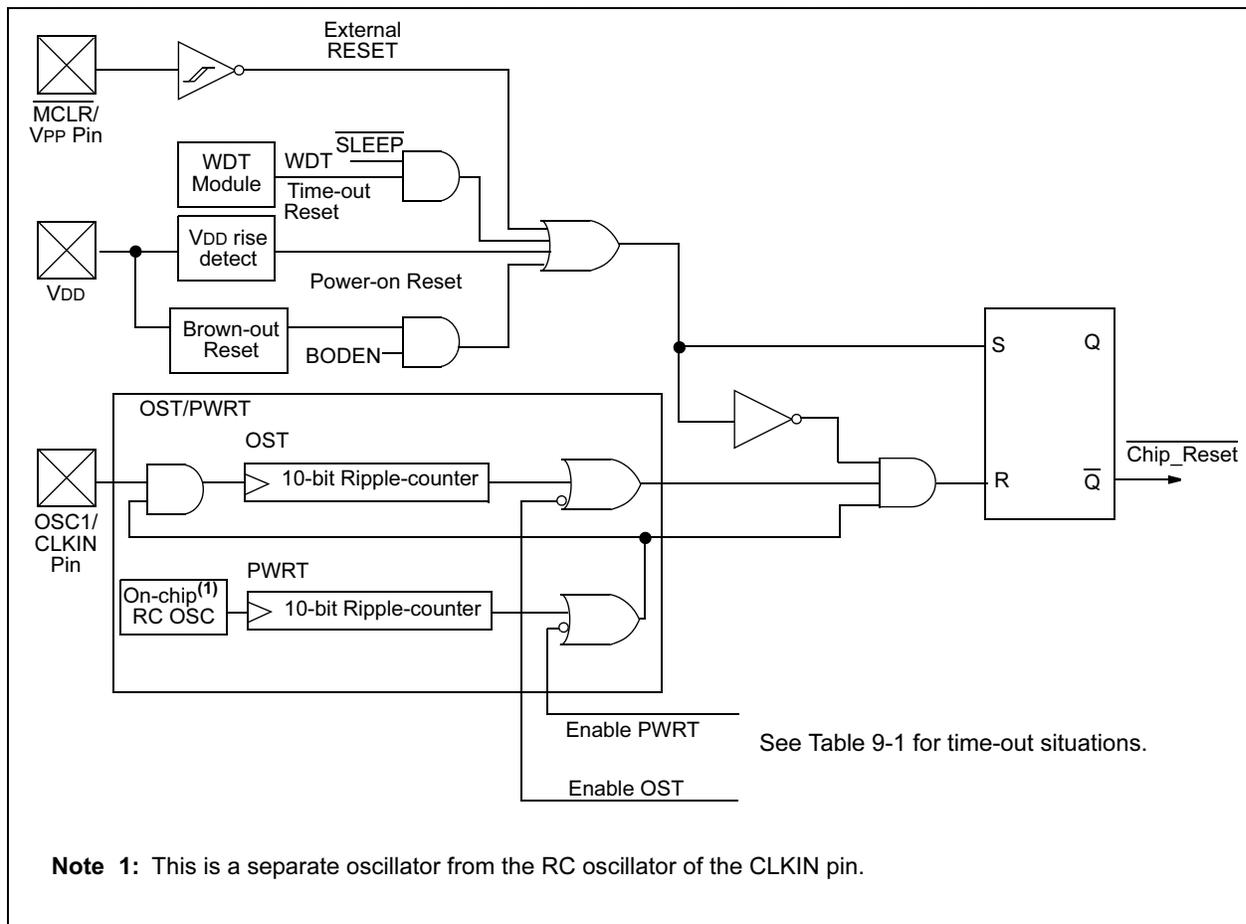 External
RESET
MCLR/
VPP Pin
SLEEP
WDT
Module
WDT
Time-out
Reset
VDD rise
detect
VDD
Power-on Reset
Brown-out
Reset
BODEN
S
Q
OST/PWRT
OST
10-bit Ripple-counter
Chip_Reset
R
Q
OSC1/
CLKIN
Pin
PWRT
On-chip(1)
RC OSC
10-bit Ripple-counter
Enable PWRT
See Table 9-1 for time-out situations.
Enable OST
Note 1: This is a separate oscillator from the RC oscillator of the CLKIN pin.